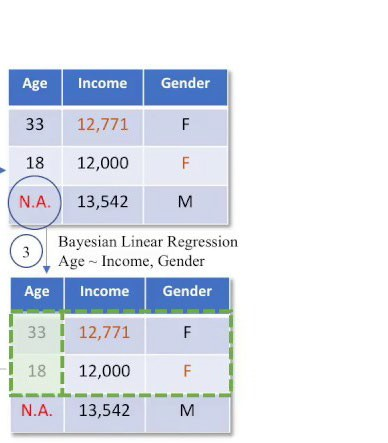 Age Income Gender
33 12,771 F
18 12,000 F
N.A. 13,542 M
3 Bayesian Linear Regression
Age ~ Income, Gender
Age Income Gender
33 12,771 F
18 12,000 F
N.A. 13,542 M